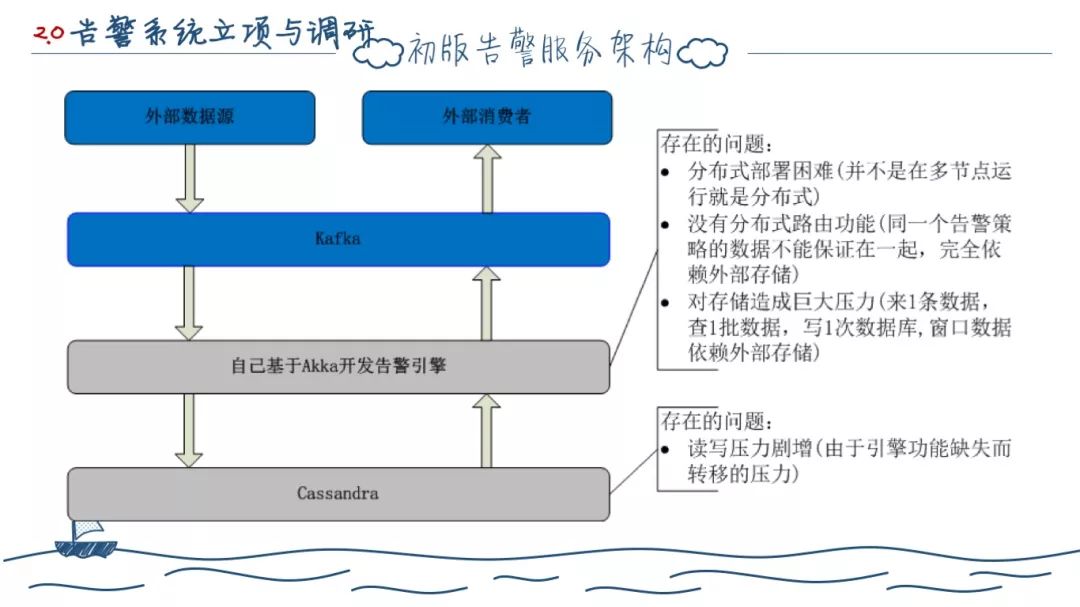 2.0 告警系统立项与调研
初版告警服务架构
外部数据源
外部消费者
Kafka
自己基于Akka开发告警引擎
Cassandra
存在的问题：
● 分布式部署困难(并不是在多节点运
行就是分布式)
● 没有分布式路由功能(同一个告警策
略的数据不能保证在一起，完全依
赖外部存储)
● 对存储造成巨大压力(来1条数据，
查1批数据，写1次数据库,窗口数据
依赖外部存储)
存在的问题：
● 读写压力剧增(由于引擎功能缺失而
转移的压力)